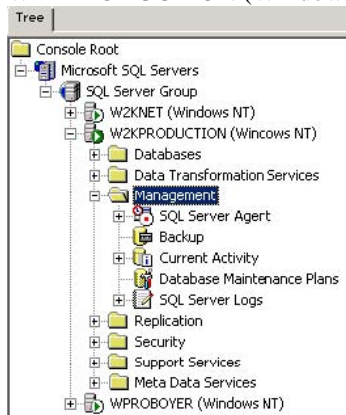 Tree
Console Root
Microsoft SQL Servers
SQL Server Group
W2KNET (Windows NT)
W2KPRODUCTION (Wincows NT)
Databases
Data Transformation Services
Management
SQL Server Agent
Backup
Current Activity
Database Maintenance Plans
SQL Server Logs
Replication
Security
Support Services
Meta Data Services
WPROBOYER (Windows NT)